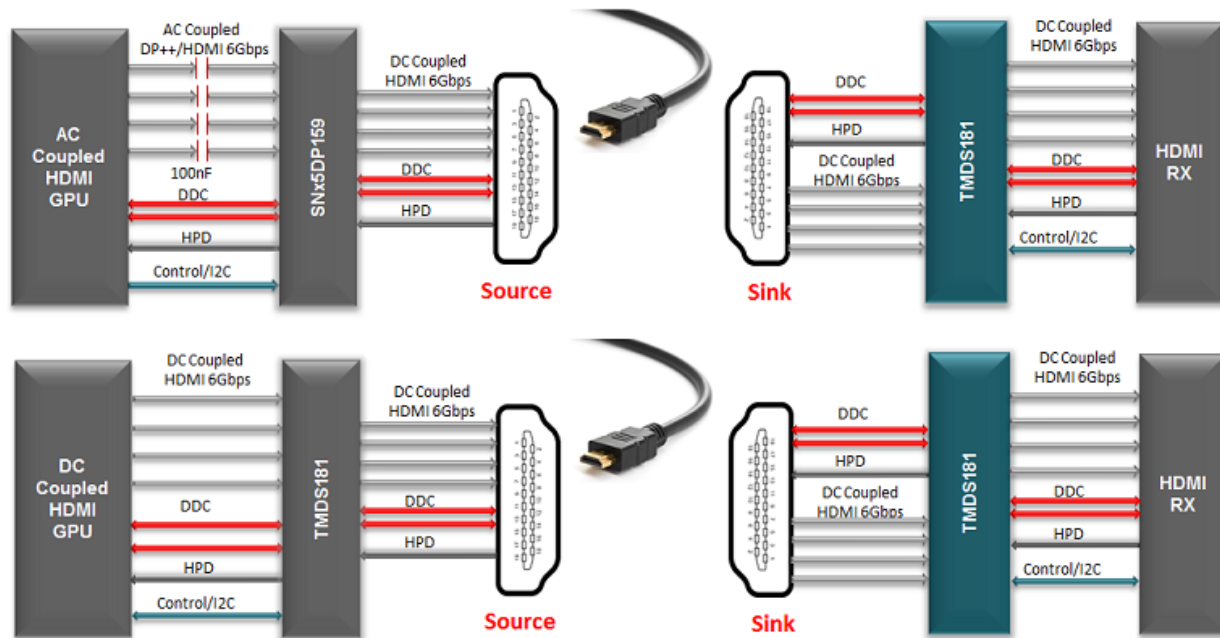 AC Coupled
DP++/HDMI 6Gbps
AC
Coupled
HDMI
GPU
100nF
DDC
HPD
Control/I2C
SNx5DP159
DC Coupled
HDMI 6Gbps
DDC
HPD
Source
DDC
HPD
DC Coupled
HDMI 6Gbps
Sink
TMDS181
DC Coupled
HDMI 6Gbps
DDC
HPD
Control/I2C
HDMI
RX
DC Coupled
HDMI 6Gbps
DC
Coupled
HDMI
GPU
DDC
HPD
Control/I2C
TMDS181
DC Coupled
HDMI 6Gbps
DDC
HPD
Source
DDC
HPD
DC Coupled
HDMI 6Gbps
Sink
TMDS181
DC Coupled
HDMI 6Gbps
DDC
HPD
Control/I2C
HDMI
RX